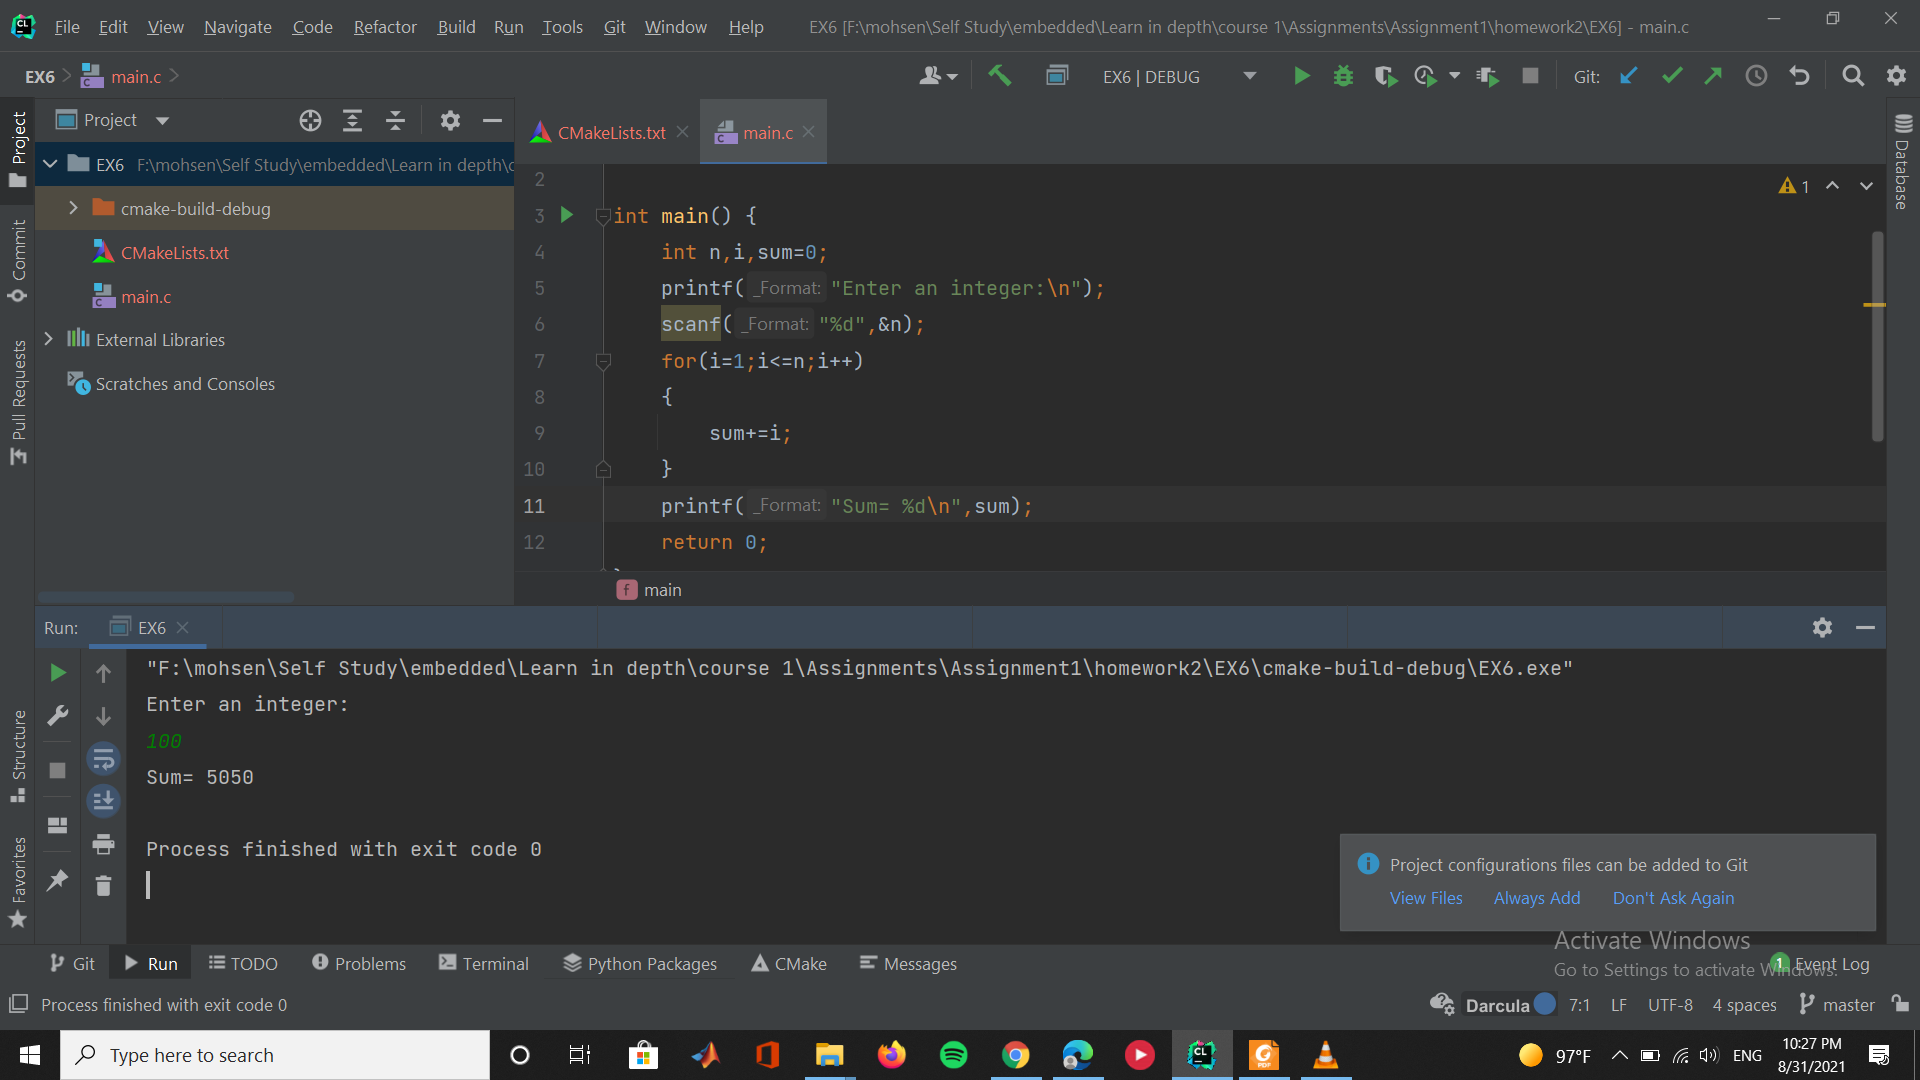 File Edit View Navigate Code Refactor Build Run Tools Git Window Help EX6 [F:\mohsen\Self Study\embedded\Learn in depth\course 1\Assignments\Assignment1\homework2\EX6] - main.c
EX6 main.c EX6 | DEBUG Git:
Project
Commit
Pull Requests
Structure
Favorites
Database
Project
EX6 F:\mohsen\Self Study\embedded\Learn in depth\c
cmake-build-debug
CMakeLists.txt
main.c
External Libraries
Scratches and Consoles
CMakeLists.txt main.c
1
2
3 int main() {
4 int n,i,sum=0;
5 printf( _Format: "Enter an integer:\n");
6 scanf( _Format: "%d",&n);
7 for(i=1;i<=n;i++)
8 {
9 sum+=i;
10 }
11 printf( _Format: "Sum= %d\n",sum);
12 return 0;
f main
Run: EX6
"F:\mohsen\Self Study\embedded\Learn in depth\course 1\Assignments\Assignment1\homework2\EX6\cmake-build-debug\EX6.exe"
Enter an integer:
100
Sum= 5050
Process finished with exit code 0
Project configurations files can be added to Git
View Files Always Add Don't Ask Again
Activate Windows
Go to Settings to activate Windows.
Git Run TODO Problems Terminal Python Packages CMake Messages 1 Event Log
Process finished with exit code 0 Darcula 7:1 LF UTF-8 4 spaces master
Type here to search 97°F ENG 10:27 PM
8/31/2021